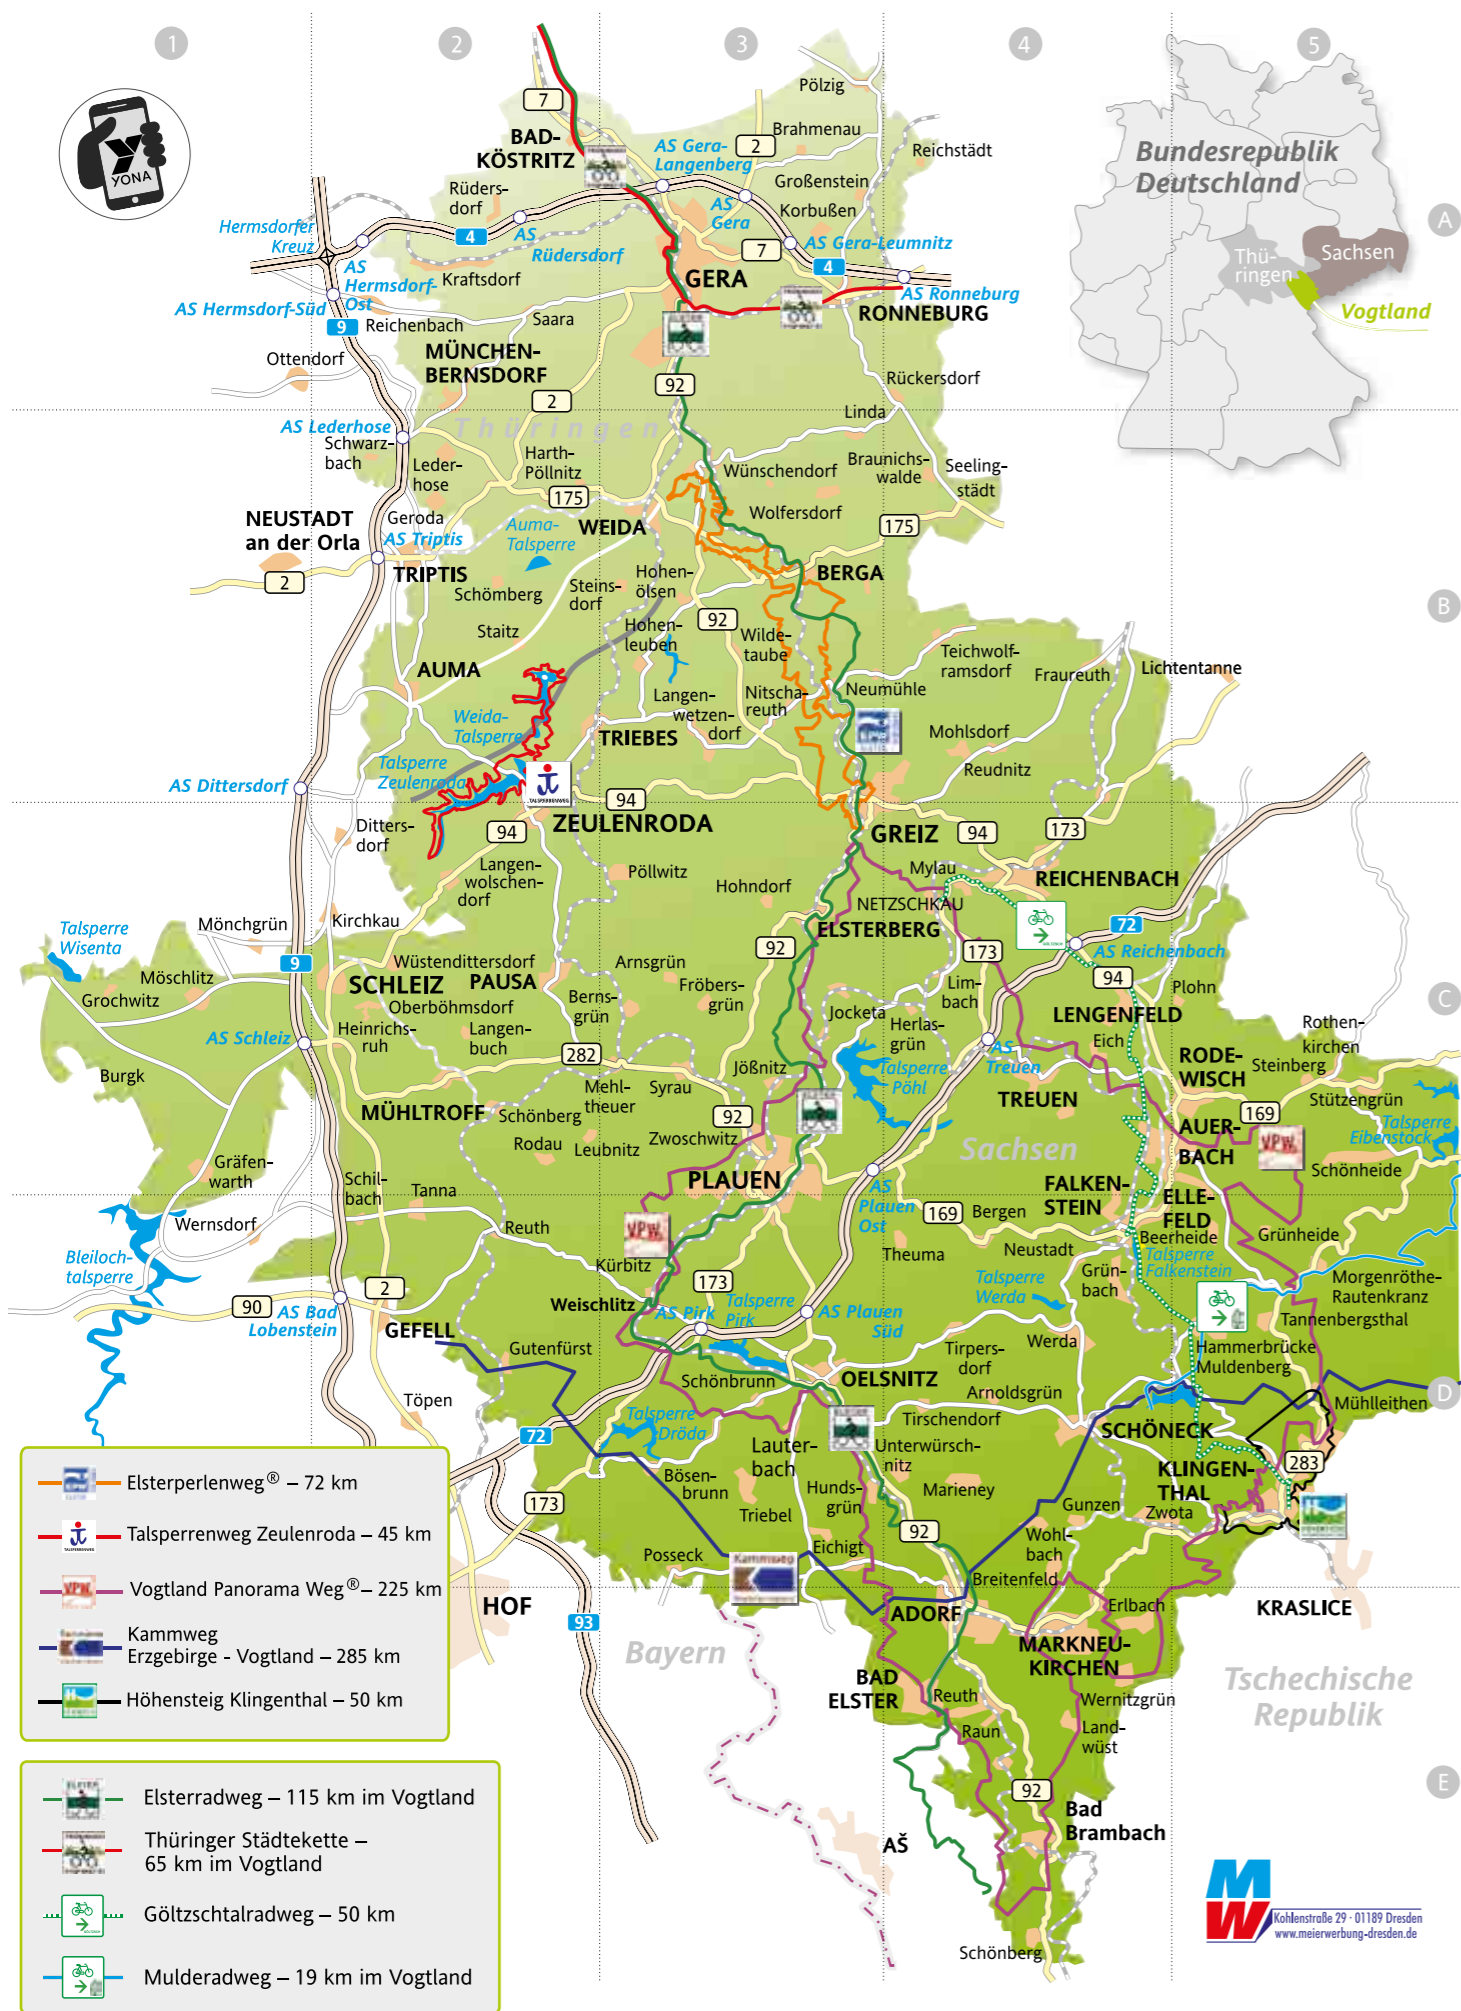 1
2
3
4
5
YONA
7
BAD-
KÖSTRITZ
AS Gera-
Langenberg
2
Pölzig
Brahmenau
Reichstädt
Großenstein
Korbußen
Rüders-
dorf
Bundesrepublik
Deutschland
Thü-
ringen
Sachsen
Vogtland
A
Hermsdorfer
Kreuz
4
AS
Rüdersdorf
AS
Gera
7
AS Gera-Leumnitz
4
AS
Hermsdorf-
Ost
Kraftsdorf
GERA
AS Ronneburg
RONNEBURG
AS Hermsdorf-Süd
9
Reichenbach
Saara
Ottendorf
MÜNCHEN-
BERNSDORF
92
2
Rückersdorf
Linda
Thüringen
AS Lederhose
Schwarz-
bach
Leder-
hose
Harth-
Pöllnitz
175
Wünschendorf
Braunichs-
walde
Seeling-
städt
Wolfersdorf
175
NEUSTADT
an der Orla
Geroda
AS Triptis
Auma-
Talsperre
WEIDA
2
TRIPTIS
Schömberg
Steins-
dorf
Hohen-
ölsen
BERGA
B
Staitz
Hohen-
leuben
92
Wilde-
taube
AUMA
Teichwolf-
ramsdorf
Fraureuth
Lichtentanne
Weida-
Talsperre
Langen-
wetzen-
dorf
Nitscha-
reuth
Neumühle
TRIEBES
Mohlsdorf
Reudnitz
Talsperre
Zeulenroda
TALSPERRENWEG
AS Dittersdorf
94
ZEULENRODA
94
Ditters-
dorf
GREIZ
94
173
Langen-
wolschen-
dorf
Pöllwitz
Hohndorf
Mylau
REICHENBACH
NETZSCHKAU
ELSTERBERG
Talsperre
Wisenta
Mönchgrün
Kirchkau
92
72
AS Reichenbach
9
Möschlitz
Grochwitz
SCHLEIZ
Wüstendittersdorf
PAUSA
Oberböhmsdorf
Arnsgrün
Fröbers-
grün
Berns-
grün
173
Lim-
bach
94
Plohn
C
LENGENFELD
AS Schleiz
Heinrichs-
ruh
Langen-
buch
Jocketa
Herlas-
grün
Eich
Rothen-
kirchen
282
AS
Treuen
RODE-
WISCH
Steinberg
Burgk
Jößnitz
Talsperre
Pöhl
Mehl-
theuer
Syrau
MÜHLTROFF
Schönberg
92
TREUEN
169
Stützengrün
Rodau
Leubnitz
Zwoschwitz
Talsperre
Eibenstock
AUER-
BACH
VPW
Sachsen
Gräfen-
warth
Schil-
bach
Tanna
PLAUEN
AS
Plauen
Ost
FALKEN-
STEIN
ELLE-
FELD
Schönheide
Wernsdorf
Reuth
VPW
169
Bergen
Beerheide
Grünheide
Bleiloch-
talsperre
Kürbitz
Theuma
Neustadt
Talsperre
Falkenstein
Talsperre
Werda
Grün-
bach
Morgenröthe-
Rautenkranz
2
90
AS Bad
Lobenstein
Weischlitz
173
AS Pirk
Talsperre
Pirk
AS Plauen
Süd
Tannenbergsthal
GEFELL
Gutenfürst
Tirpers-
dorf
Werda
Hammerbrücke
Muldenberg
Schönbrunn
OELSNITZ
Arnoldsgrün
Mühlleithen
D
Töpen
Talsperre
Dröda
Tirschendorf
SCHÖNECK
72
Lauter-
bach
Unterwürsch-
nitz
KLINGEN-
THAL
283
Bösen-
brunn
Hunds-
grün
Marieney
173
Triebel
Gunzen
Zwota
92
Wohl-
bach
Posseck
Eichigt
Kammweg
Breitenfeld
HOF
93
ADORF
Erlbach
KRASLICE
Bayern
MARKNEU-
KIRCHEN
BAD
ELSTER
Reuth
Wernitzgrün
Tschechische
Republik
Raun
Land-
wüst
E
92
Bad
Brambach
AŠ
Schönberg
Elsterperlenweg® – 72 km
TALSPERRENWEG
Talsperrenweg Zeulenroda – 45 km
VPW
Vogtland Panorama Weg® – 225 km
Kammweg
Erzgebirge - Vogtland – 285 km
Höhensteig Klingenthal – 50 km
Elsterradweg – 115 km im Vogtland
Thüringer Städtekette –
65 km im Vogtland
Göltzschtalradweg – 50 km
Mulderadweg – 19 km im Vogtland
MW
Kohlenstraße 29 · 01189 Dresden
www.meierwerbung-dresden.de